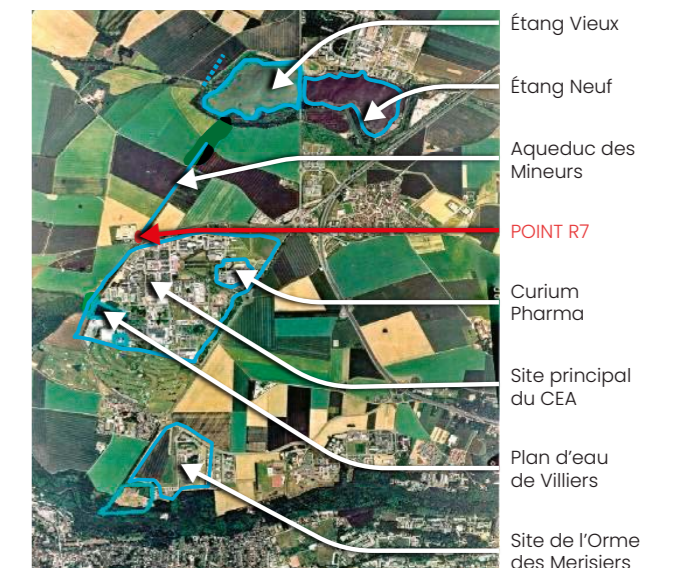 Étang Vieux
Étang Neuf
Aqueduc des
Mineurs
POINT R7
Curium
Pharma
Site principal
du CEA
Plan d'eau
de Villiers
Site de l'Orme
des Merisiers